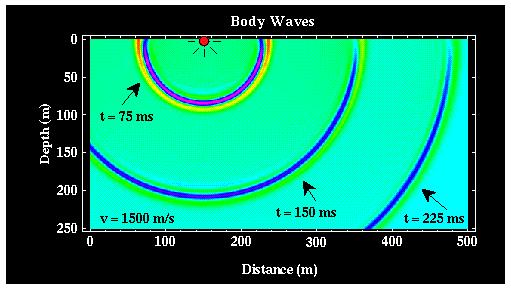 Body Waves
Depth (m)
0
50
100
150
200
250
t = 75 ms
t = 150 ms
t = 225 ms
v = 1500 m/s
0 100 200 300 400 500
Distance (m)